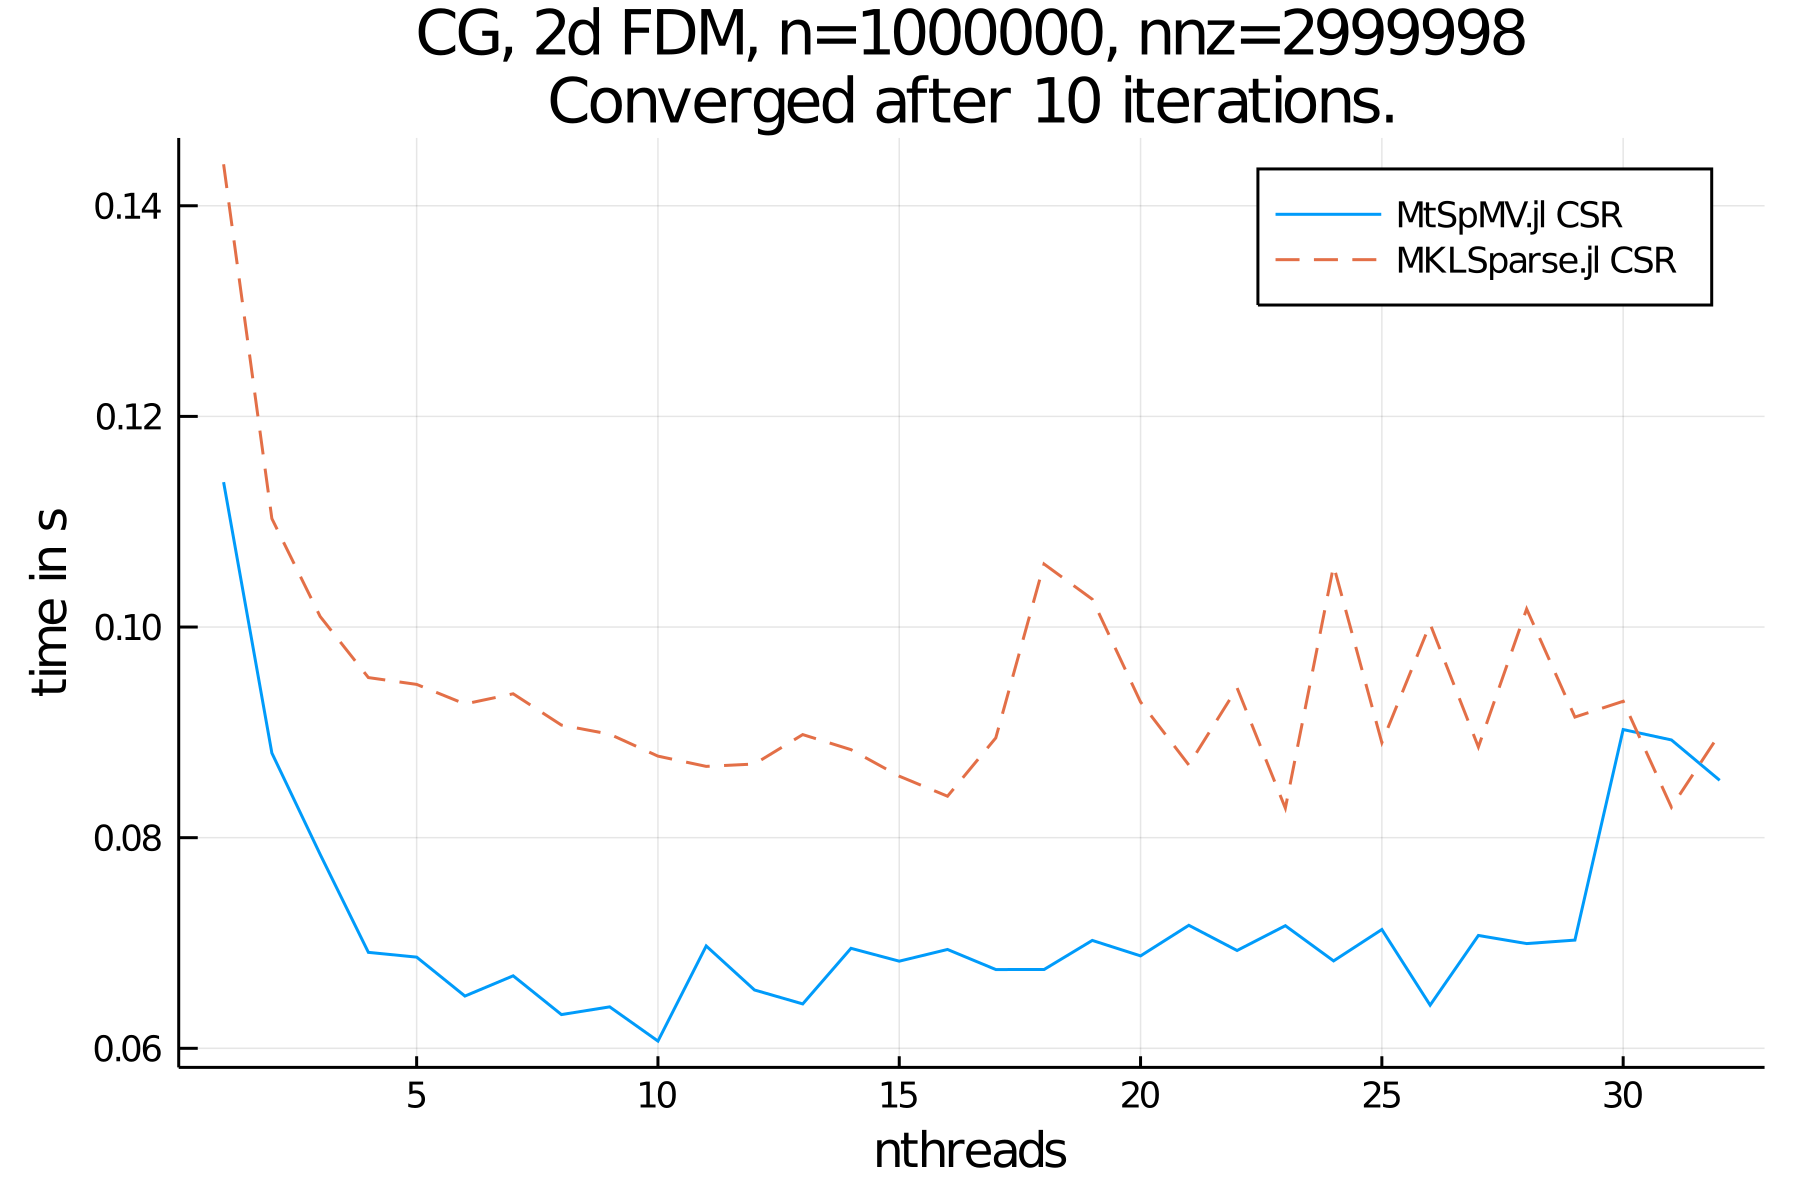 CG, 2d FDM, n=1000000, nnz=2999998
Converged after 10 iterations.
MtSpMV.jl CSR
MKLSparse.jl CSR
time in s
0.14
0.12
0.10
0.08
0.06
5
10
15
20
25
30
nthreads